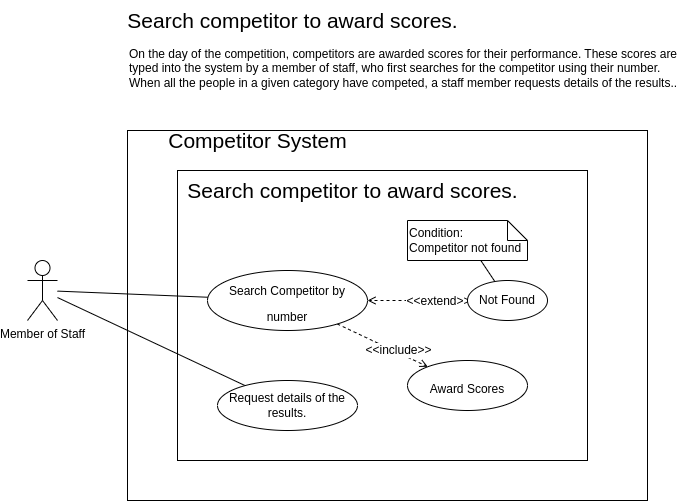 Search competitor to award scores.
On the day of the competition, competitors are awarded scores for their performance. These scores are
typed into the system by a member of staff, who first searches for the competitor using their number.
When all the people in a given category have competed, a staff member requests details of the results..
Competitor System
Search competitor to award scores.
Condition:
Competitor not found
Search Competitor by
number
<<extend>>
Not Found
Member of Staff
<<include>>
Award Scores
Request details of the
results.